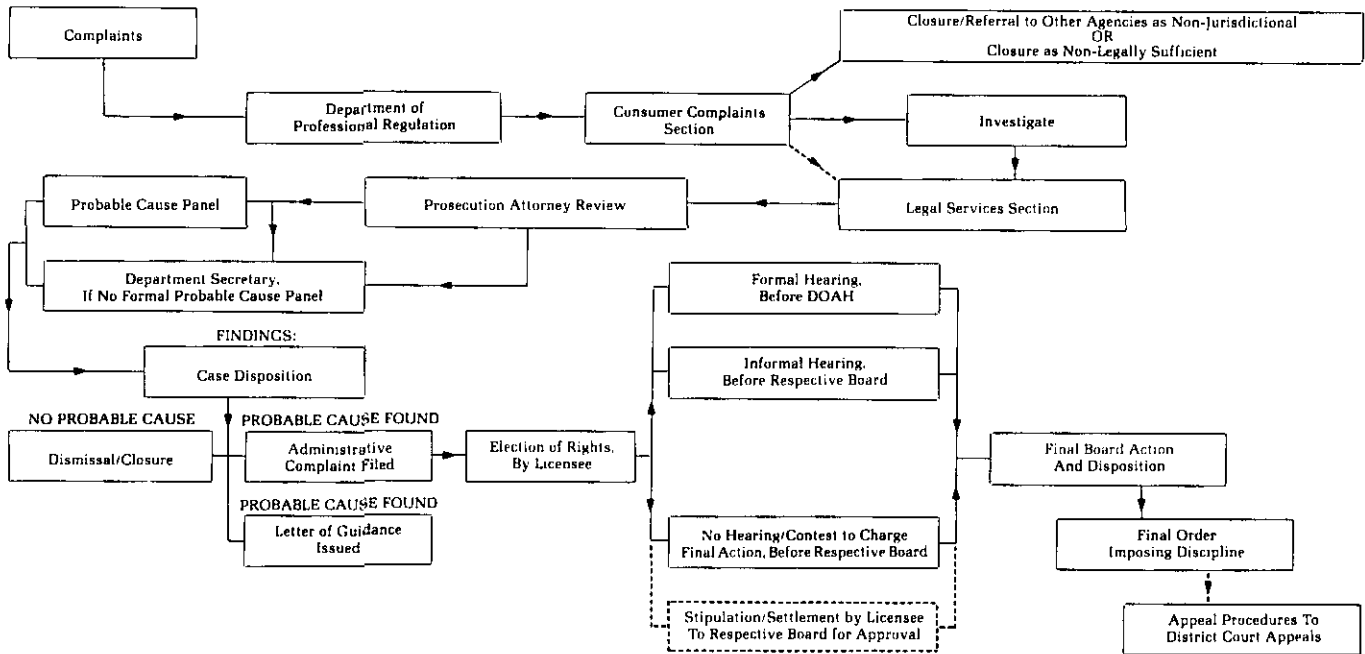 Complaints
Closure/Referral to Other Agencies as Non-Jurisdictional
OR
Closure as Non-Legally Sufficient
Department of
Professional Regulation
Consumer Complaints
Section
Investigate
Probable Cause Panel
Prosecution Attorney Review
Legal Services Section
Department Secretary,
If No Formal Probable Cause Panel
Formal Hearing,
Before DOAH
FINDINGS:
Case Disposition
Informal Hearing,
Before Respective Board
NO PROBABLE CAUSE
Dismissal/Closure
PROBABLE CAUSE FOUND
Administrative
Complaint Filed
Election of Rights,
By Licensee
Final Board Action
And Disposition
PROBABLE CAUSE FOUND
Letter of Guidance
Issued
No Hearing/Contest to Charge
Final Action, Before Respective Board
Final Order
Imposing Discipline
Stipulation/Settlement by Licensee
To Respective Board for Approval
Appeal Procedures To
District Court Appeals